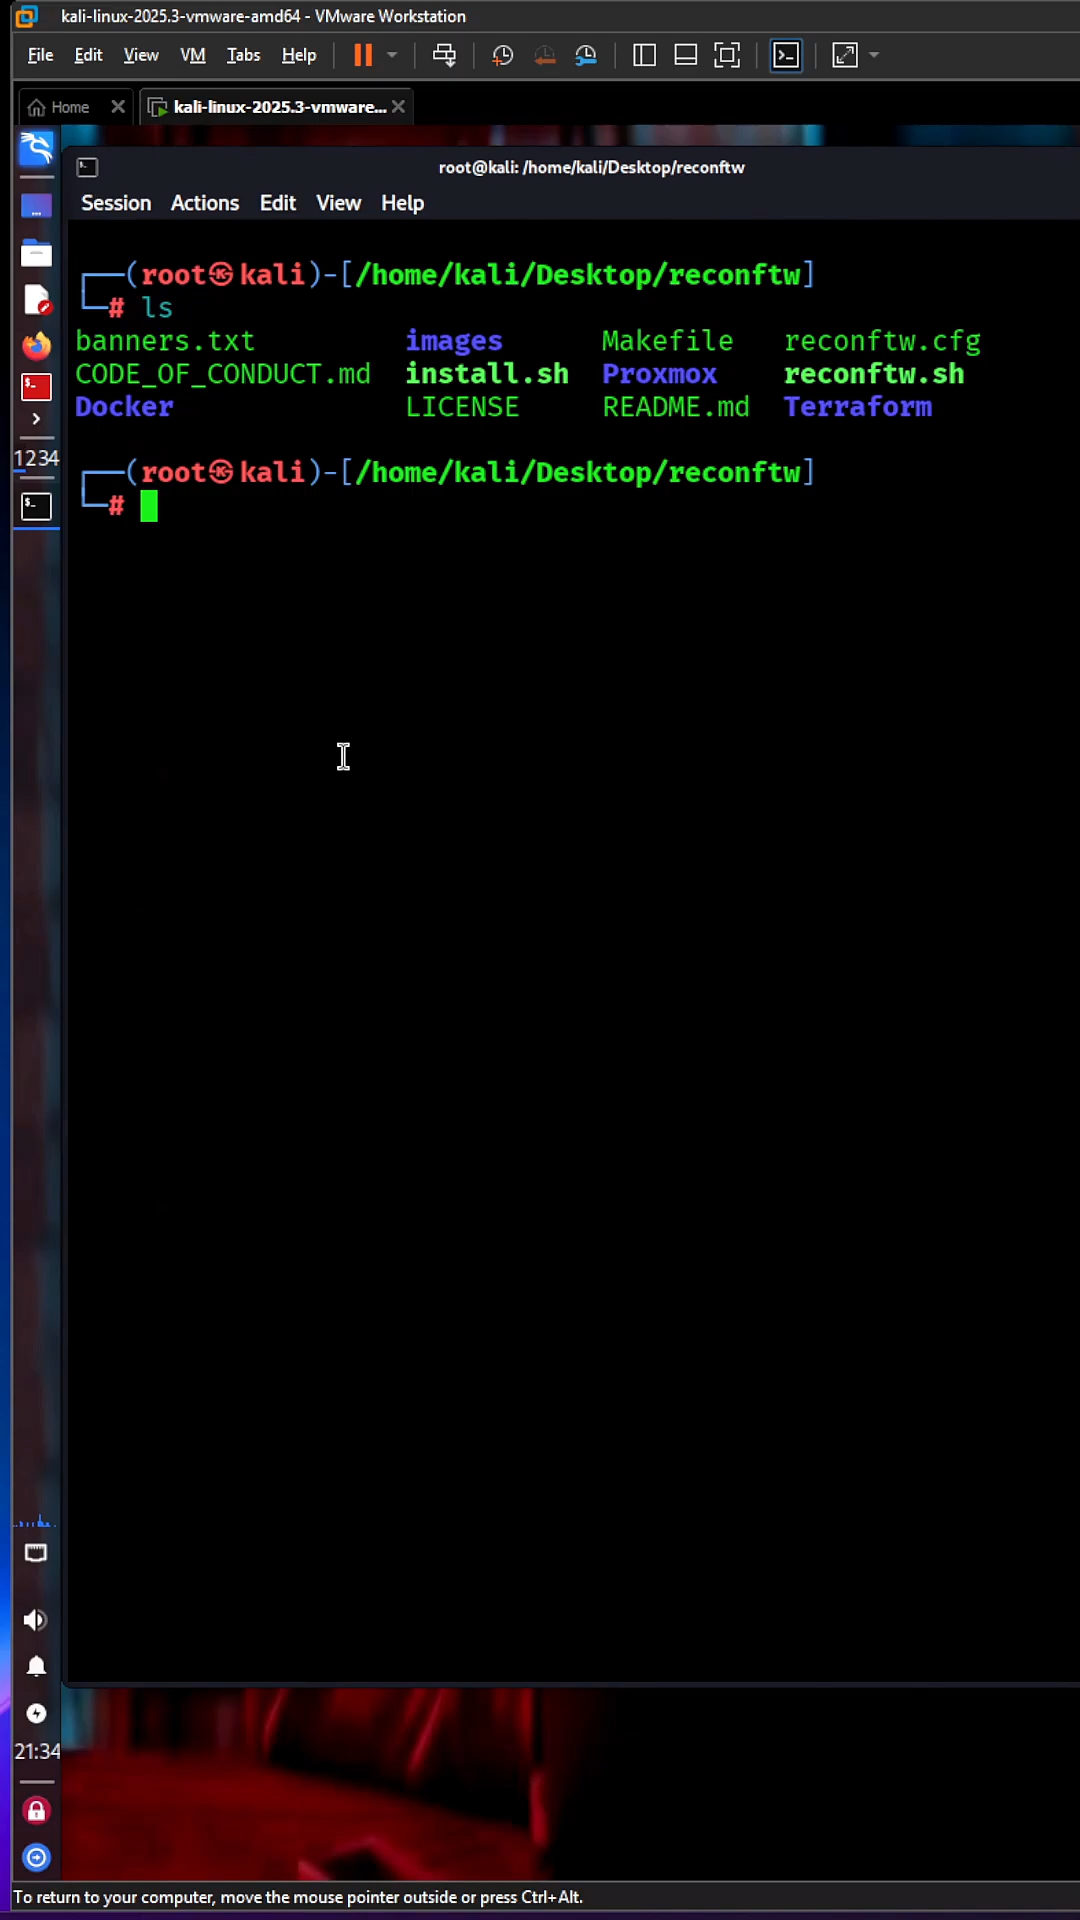 kali-linux-2025.3-vmware-amd64 - VMware Workstation
File Edit View VM Tabs Help
Home kali-linux-2025.3-vmware...
root@kali: /home/kali/Desktop/reconftw
Session Actions Edit View Help
┌──(root㉿kali)-[/home/kali/Desktop/reconftw]
└─# ls
banners.txt images Makefile reconftw.cfg
CODE_OF_CONDUCT.md install.sh Proxmox reconftw.sh
Docker LICENSE README.md Terraform
1234
┌──(root㉿kali)-[/home/kali/Desktop/reconftw]
└─#
21:34
To return to your computer, move the mouse pointer outside or press Ctrl+Alt.